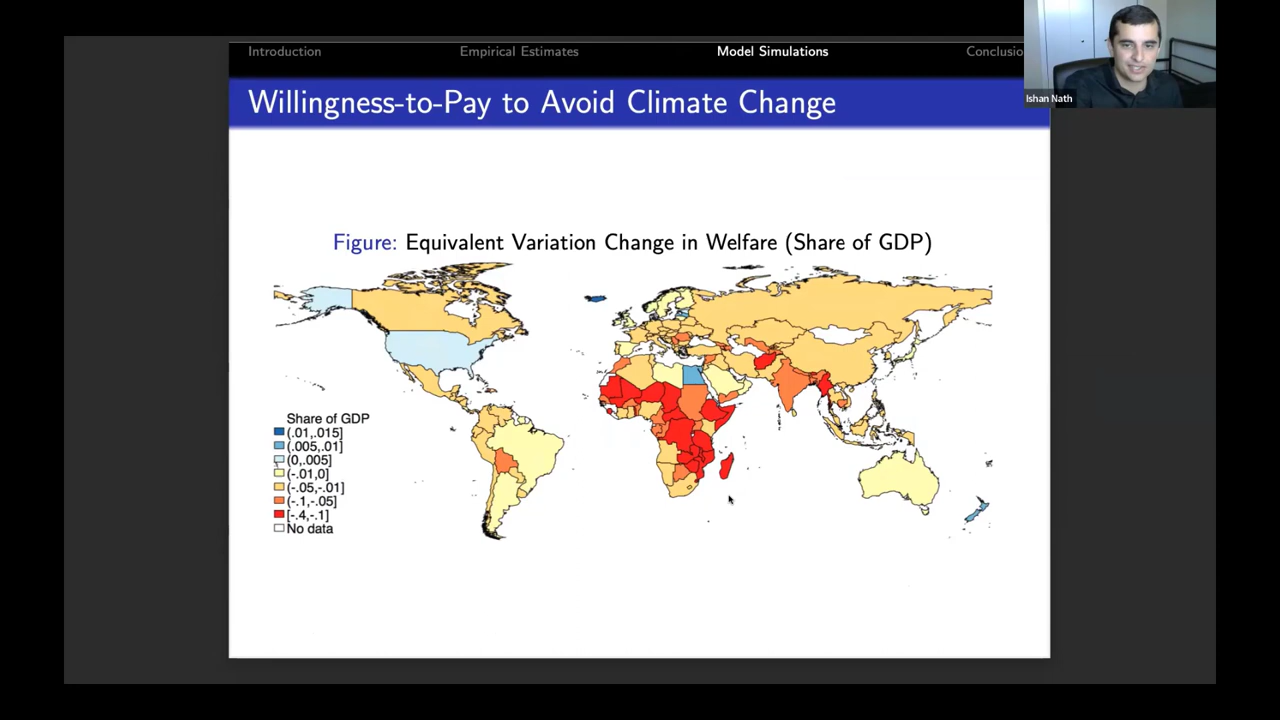 Introduction
Empirical Estimates
Model Simulations
Conclusio
Willingness-to-Pay to Avoid Climate Change
Ishan Nath
Figure: Equivalent Variation Change in Welfare (Share of GDP)
Share of GDP
(.01,.015]
(.005,.01]
(0,.005]
(-.01,0]
(-.05,-.01]
(-.1,-.05]
[-.4,-.1]
No data